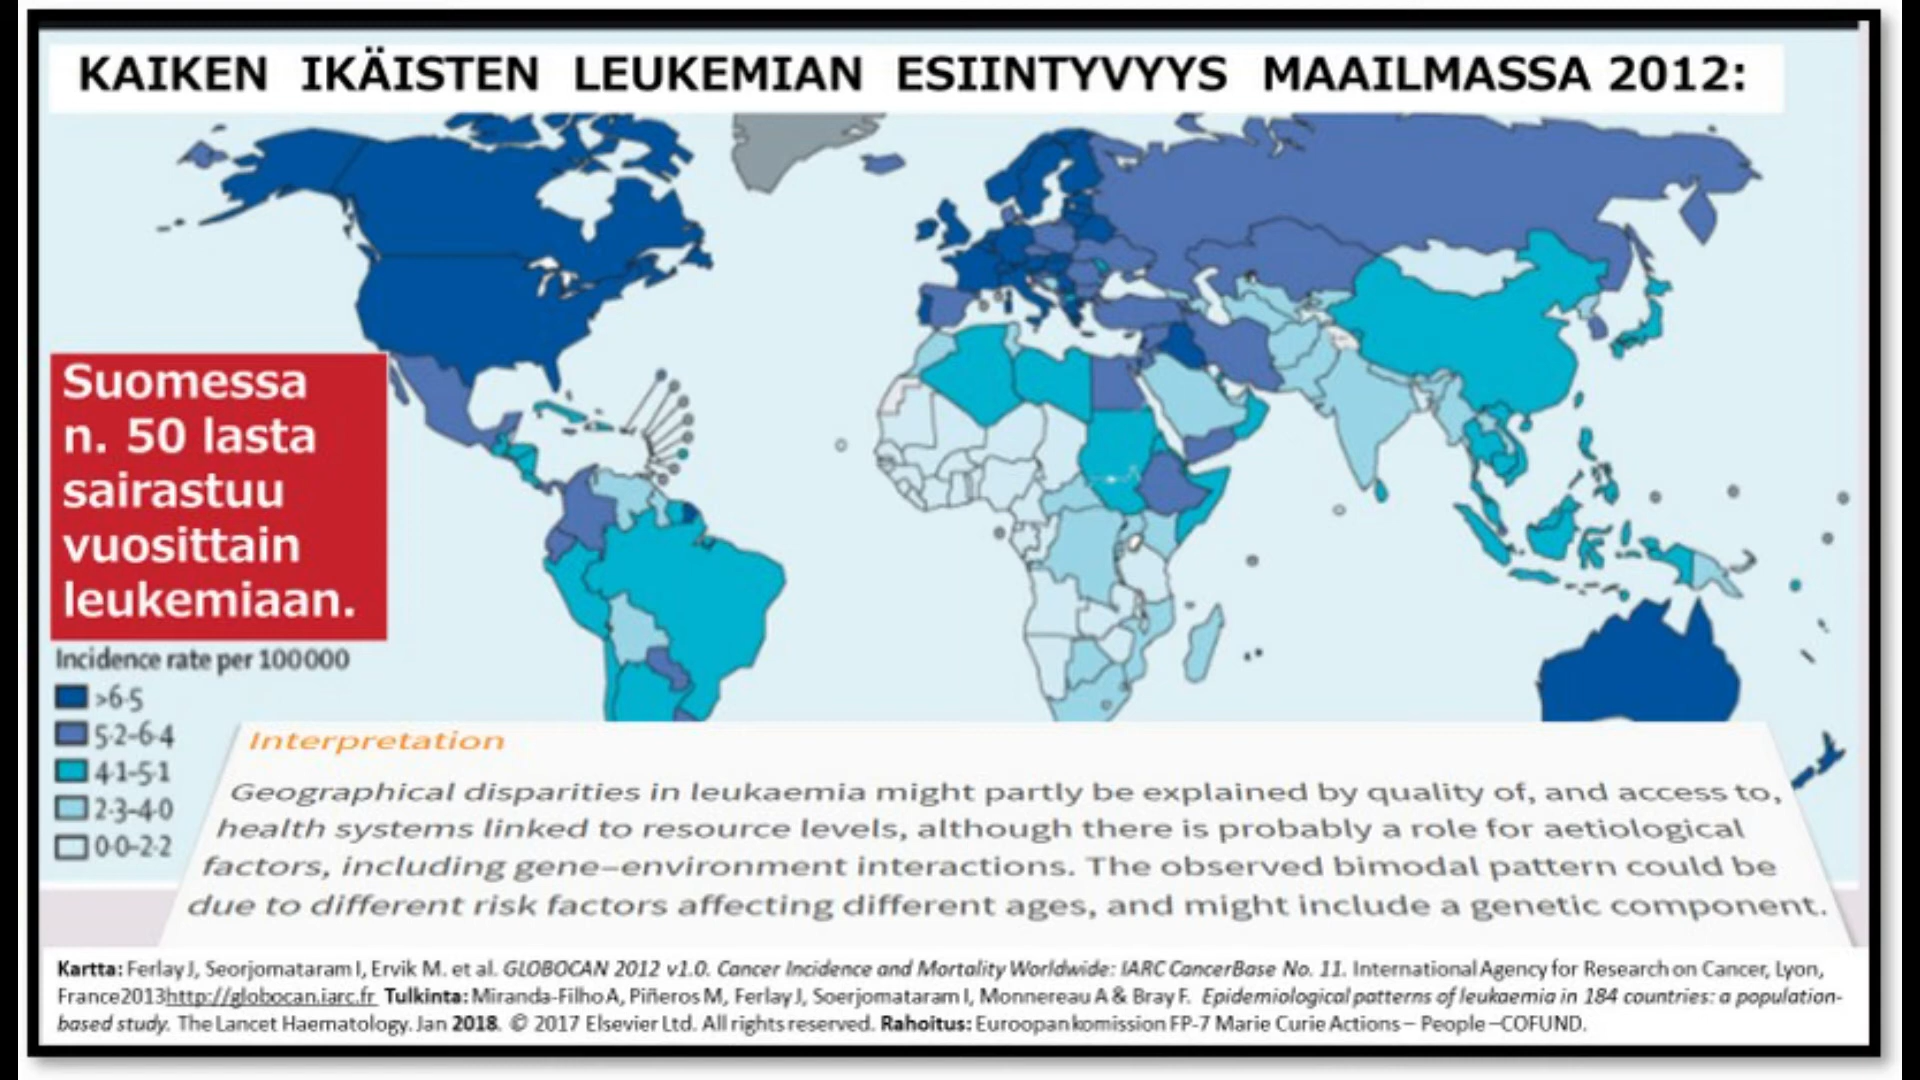 KAIKEN IKÄISTEN LEUKEMIAN ESIINTYVYYS MAAILMASSA 2012:
Suomessa
n. 50 lasta
sairastuu
vuosittain
leukemiaan.
Incidence rate per 100000
>6·5
5·2–6·4
4·1–5·1
2·3–4·0
0·0–2·2
Interpretation
Geographical disparities in leukaemia might partly be explained by quality of, and access to,
health systems linked to resource levels, although there is probably a role for aetiological
factors, including gene–environment interactions. The observed bimodal pattern could be
due to different risk factors affecting different ages, and might include a genetic component.
Kartta: Ferlay J, Seorjomataram I, Ervik M. et al. GLOBOCAN 2012 v1.0. Cancer Incidence and Mortality Worldwide: IARC CancerBase No. 11. International Agency for Research on Cancer, Lyon,
France2013http://globocan.iarc.fr Tulkinta: Miranda-Filho A, Piñeros M, Ferlay J, Soerjomataram I, Monnereau A & Bray F. Epidemiological patterns of leukaemia in 184 countries: a population-
based study. The Lancet Haematology. Jan 2018. © 2017 Elsevier Ltd. All rights reserved. Rahoitus: Euroopan komission FP-7 Marie Curie Actions – People –COFUND.